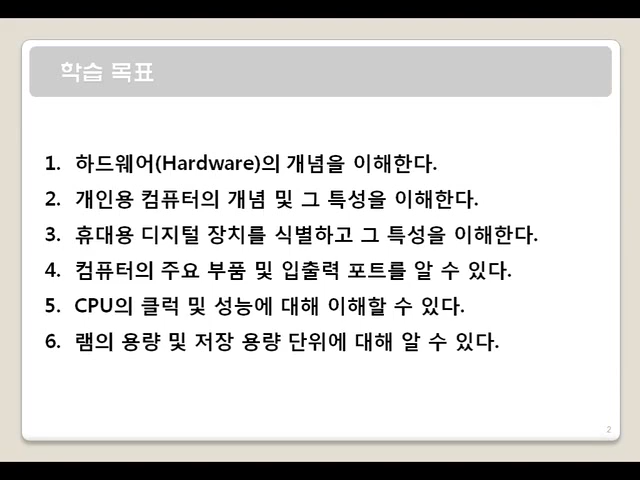 학습 목표
1. 하드웨어(Hardware)의 개념을 이해한다.
2. 개인용 컴퓨터의 개념 및 그 특성을 이해한다.
3. 휴대용 디지털 장치를 식별하고 그 특성을 이해한다.
4. 컴퓨터의 주요 부품 및 입출력 포트를 알 수 있다.
5. CPU의 클럭 및 성능에 대해 이해할 수 있다.
6. 램의 용량 및 저장 용량 단위에 대해 알 수 있다.
2